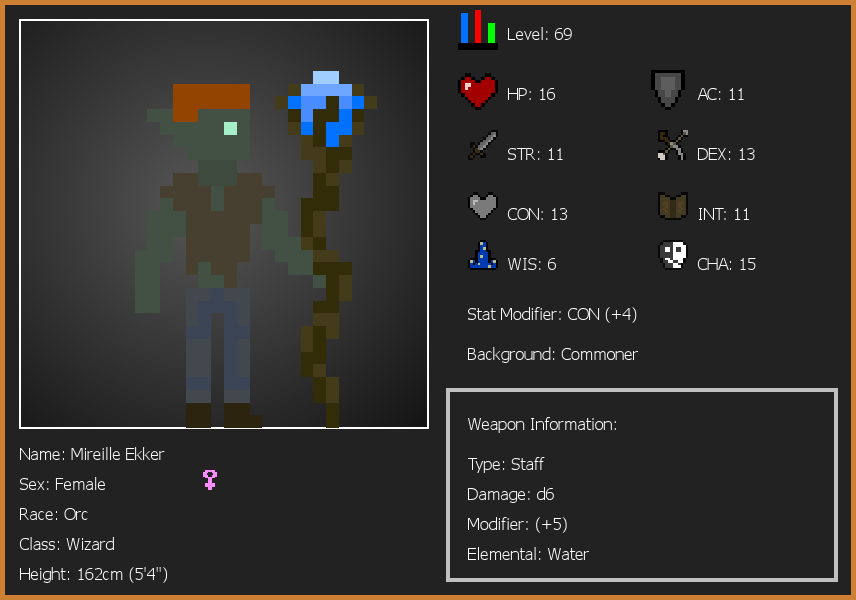 Level: 69
HP: 16
AC: 11
STR: 11
DEX: 13
CON: 13
INT: 11
WIS: 6
CHA: 15
Stat Modifier: CON (+4)
Background: Commoner
Weapon Information:
Type: Staff
Damage: d6
Modifier: (+5)
Elemental: Water
Name: Mireille Ekker
Sex: Female
Race: Orc
Class: Wizard
Height: 162cm (5'4")